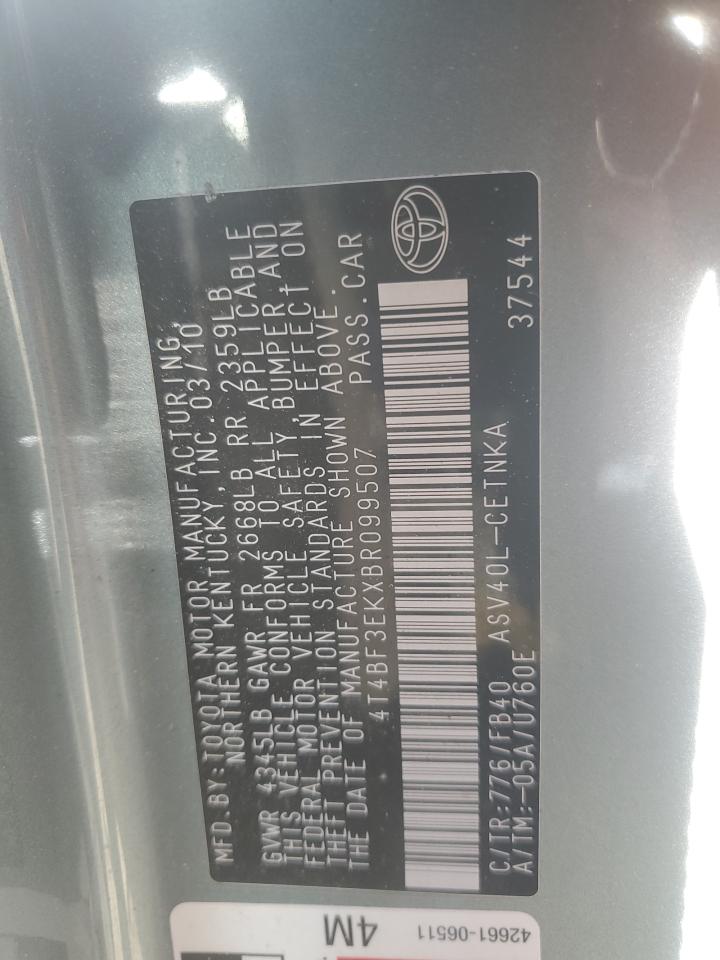 MFD.BY:TOYOTA MOTOR MANUFACTURING,
NORTHERN KENTUCKY, INC. 03/10
GVWR 4345LB GAWR FR 2668LB RR 2359LB
THIS VEHICLE CONFORMS TO ALL APPLICABLE
FEDERAL MOTOR VEHICLE SAFETY, BUMPER, AND
THEFT PREVENTION STANDARDS IN EFFECT ON
THE DATE OF MANUFACTURE SHOWN ABOVE.
4T4BF3EKXBR099507 PASS.CAR
C/TR:776/FB40 ASV40L-CETNKA 37544
A/TM:-05A/U760E
42661-06511
4M